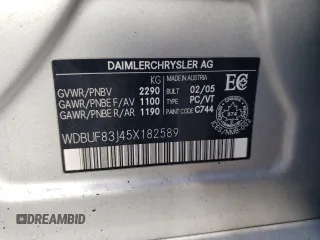 DAIMLERCHRYSLER AG
KG MADE IN AUSTRIA
GVWR/PNBV 2290 BUILT 02/05
GAWR/PNBE F/AV 1100 TYPE PC/VT
GAWR/PNBE R/AR 1190 PAINT/COMPART C744
WDBUF83J45X182589
DREAMBID